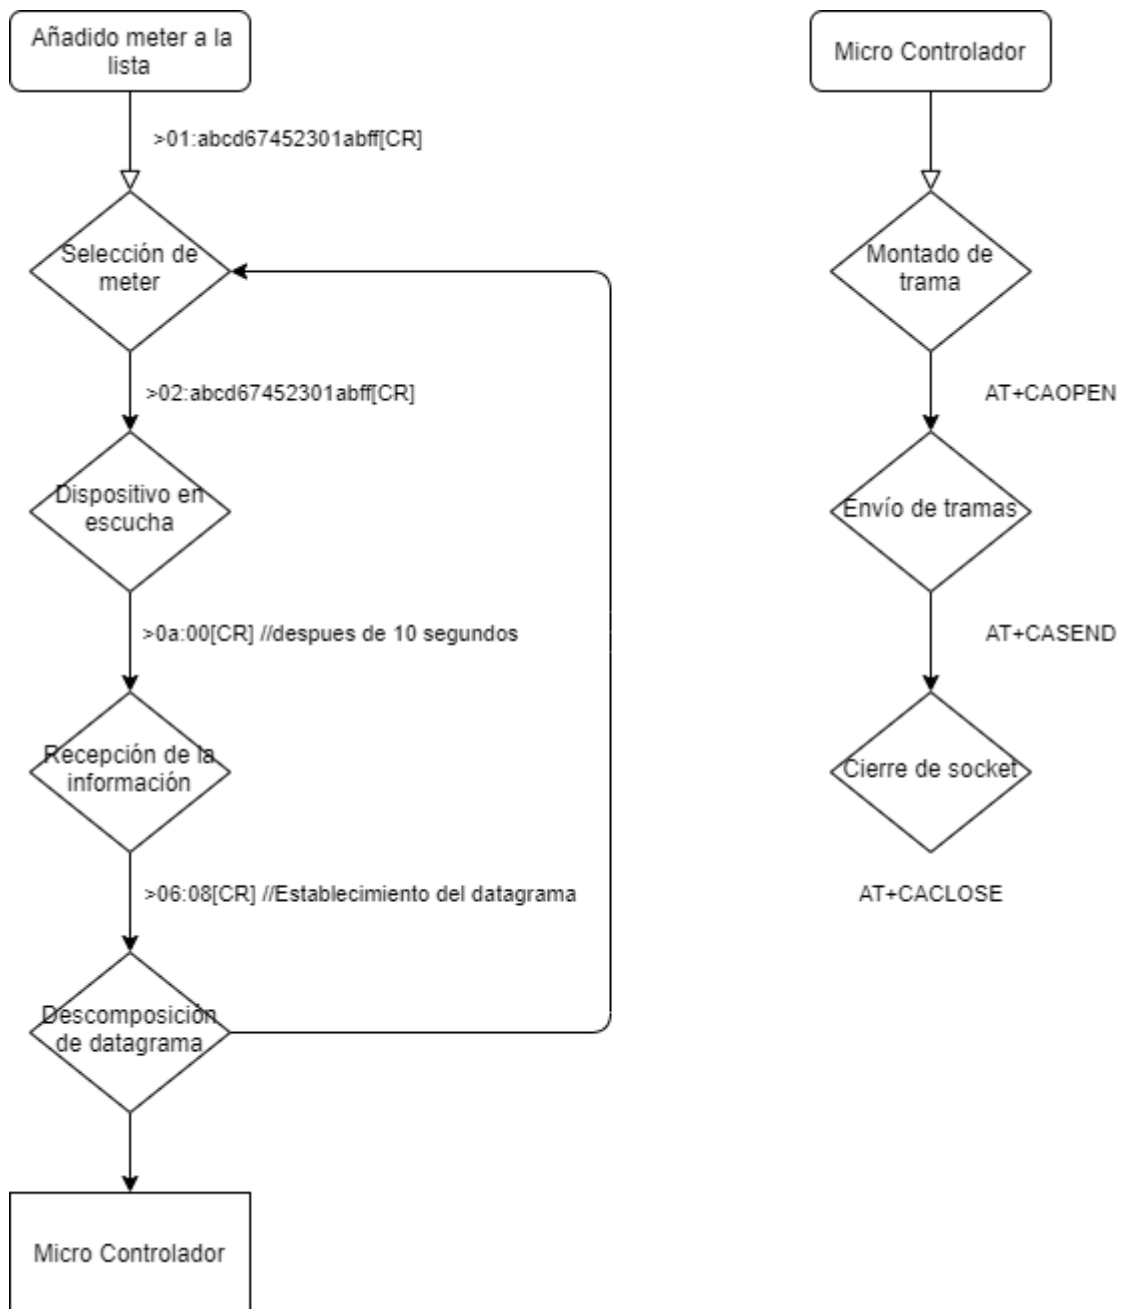 Añadido meter a la
lista
>01:abcd67452301abff[CR]
Selección de
meter
>02:abcd67452301abff[CR]
Dispositivo en
escucha
>0a:00[CR] //despues de 10 segundos
Recepción de la
información
>06:08[CR] //Establecimiento del datagrama
Descomposición
de datagrama
Micro Controlador
Micro Controlador
Montado de
trama
AT+CAOPEN
Envío de tramas
AT+CASEND
Cierre de socket
AT+CACLOSE